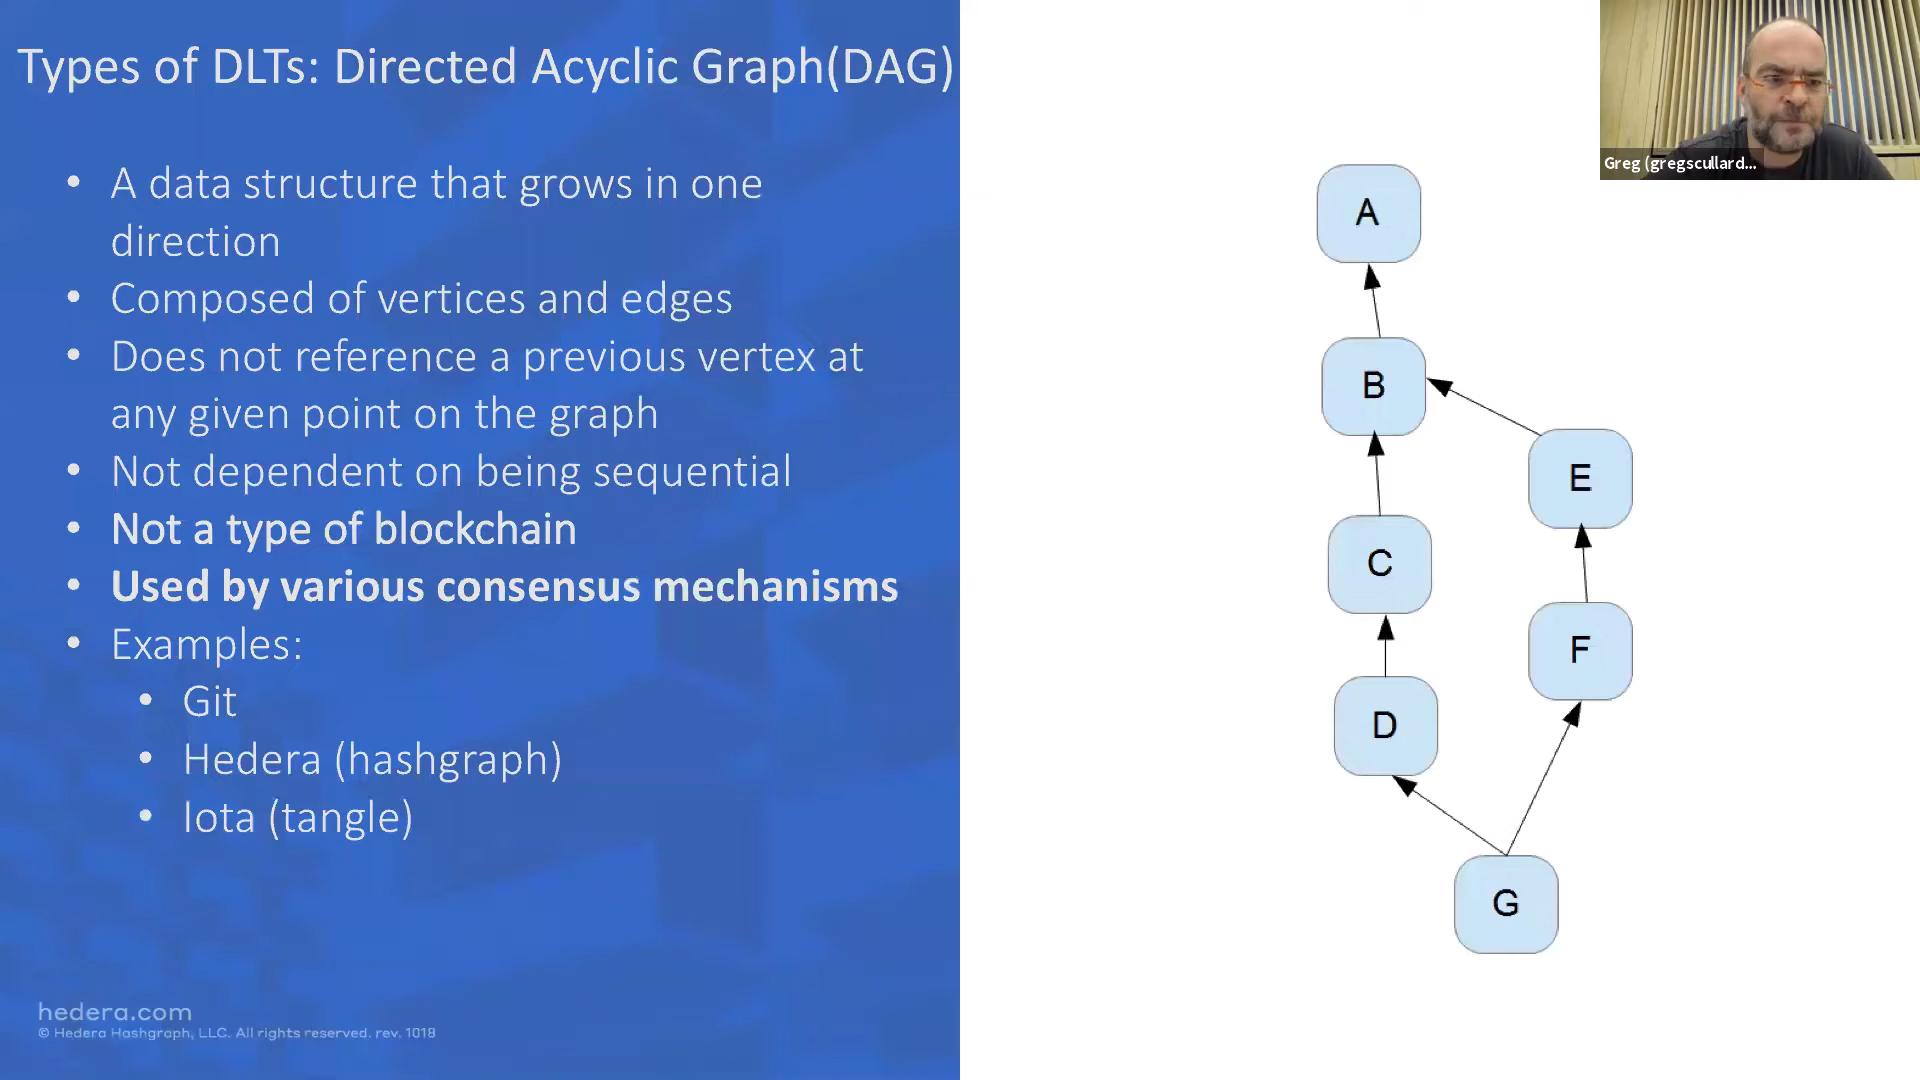 Types of DLTs: Directed Acyclic Graph(DAG)
• A data structure that grows in one
direction
• Composed of vertices and edges
• Does not reference a previous vertex at
any given point on the graph
• Not dependent on being sequential
• Not a type of blockchain
• Used by various consensus mechanisms
• Examples:
• Git
• Hedera (hashgraph)
• Iota (tangle)
hedera.com
© Hedera Hashgraph, LLC. All rights reserved. rev. 1018
A
B
E
C
F
D
G
Greg (gregscullard...